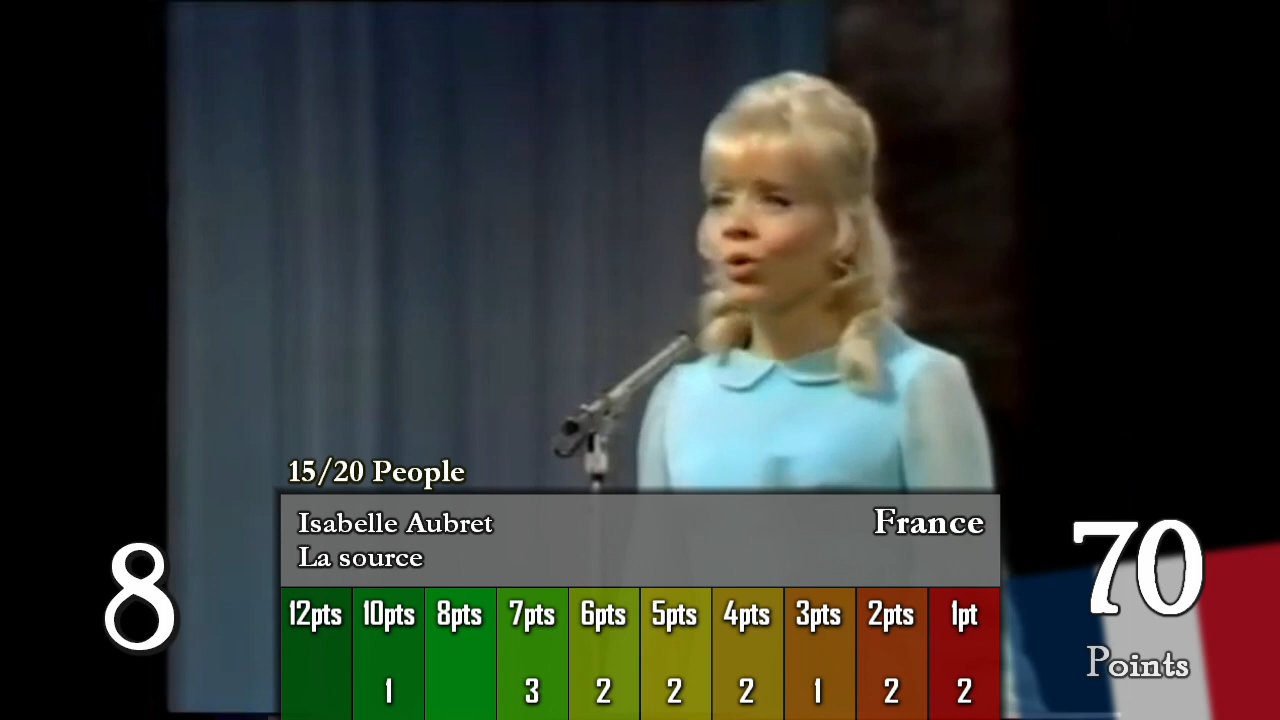 15/20 People
Isabelle Aubret
France
La source
8
70
Points
12pts 10pts 8pts 7pts 6pts 5pts 4pts 3pts 2pts 1pt
1 3 2 2 2 1 2 2